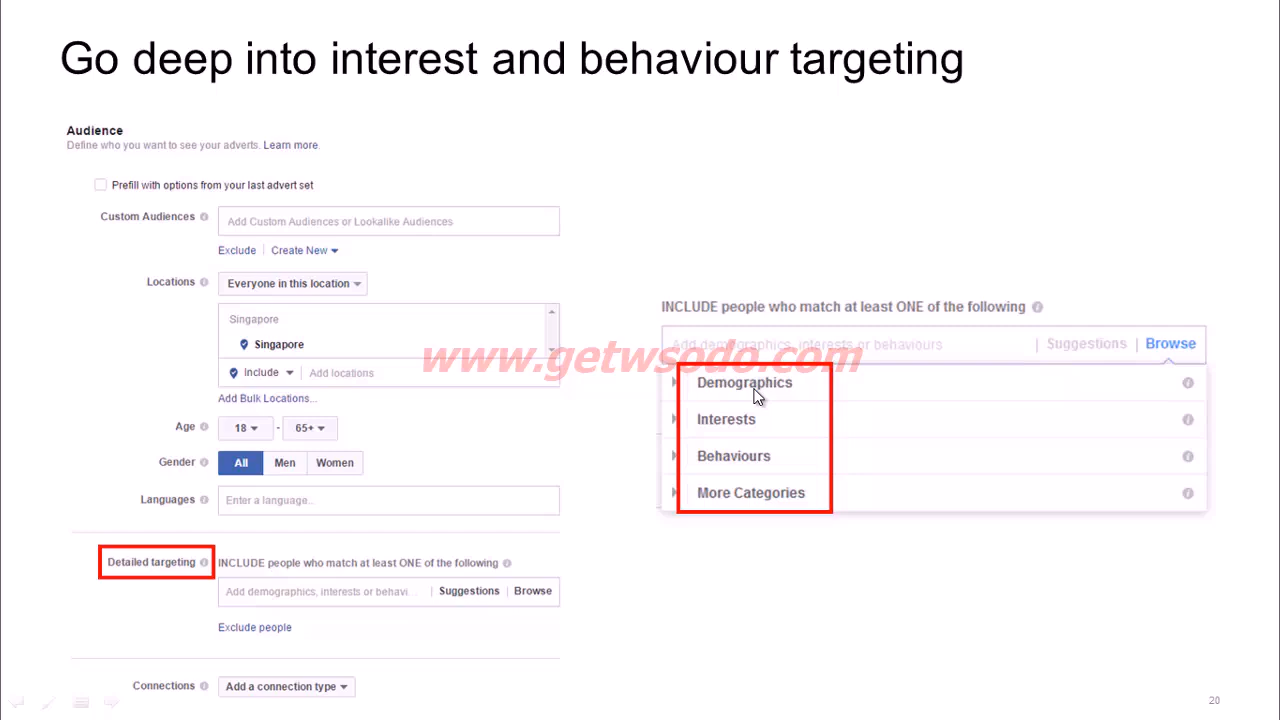 Go deep into interest and behaviour targeting
Audience
Define who you want to see your adverts. Learn more.
Prefill with options from your last advert set
Custom Audiences
Add Custom Audiences or Lookalike Audiences
Exclude
Create New
Locations
Everyone in this location
Singapore
Singapore
Include
Add locations
Add Bulk Locations...
Age
18 - 65+
Gender
All Men Women
Languages
Enter a language...
Detailed targeting
INCLUDE people who match at least ONE of the following
Add demographics, interests or behavi...
Suggestions
Browse
Exclude people
Connections
Add a connection type
INCLUDE people who match at least ONE of the following
Add demographics, interests or behaviours
Suggestions
Browse
Demographics
Interests
Behaviours
More Categories
www.getwsodo.com
20